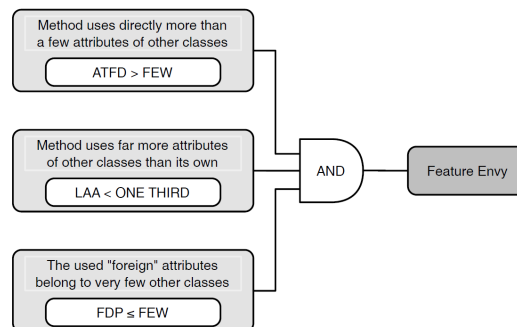 Method uses directly more than
a few attributes of other classes
ATFD > FEW
Method uses far more attributes
of other classes than its own
LAA < ONE THIRD
AND
Feature Envy
The used "foreign" attributes
belong to very few other classes
FDP ≤ FEW